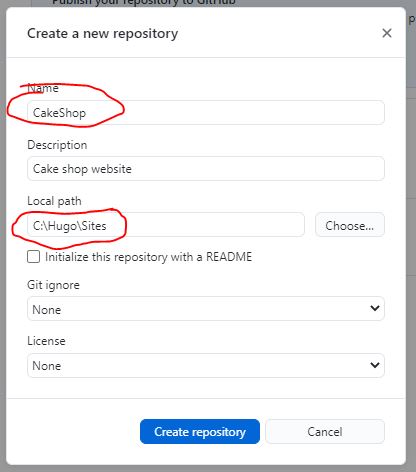 Publish your repository to GitHub
Create a new repository
Name
CakeShop
Description
Cake shop website
Local path
C:\Hugo\Sites
Choose...
Initialize this repository with a README
Git ignore
None
License
None
Create repository
Cancel